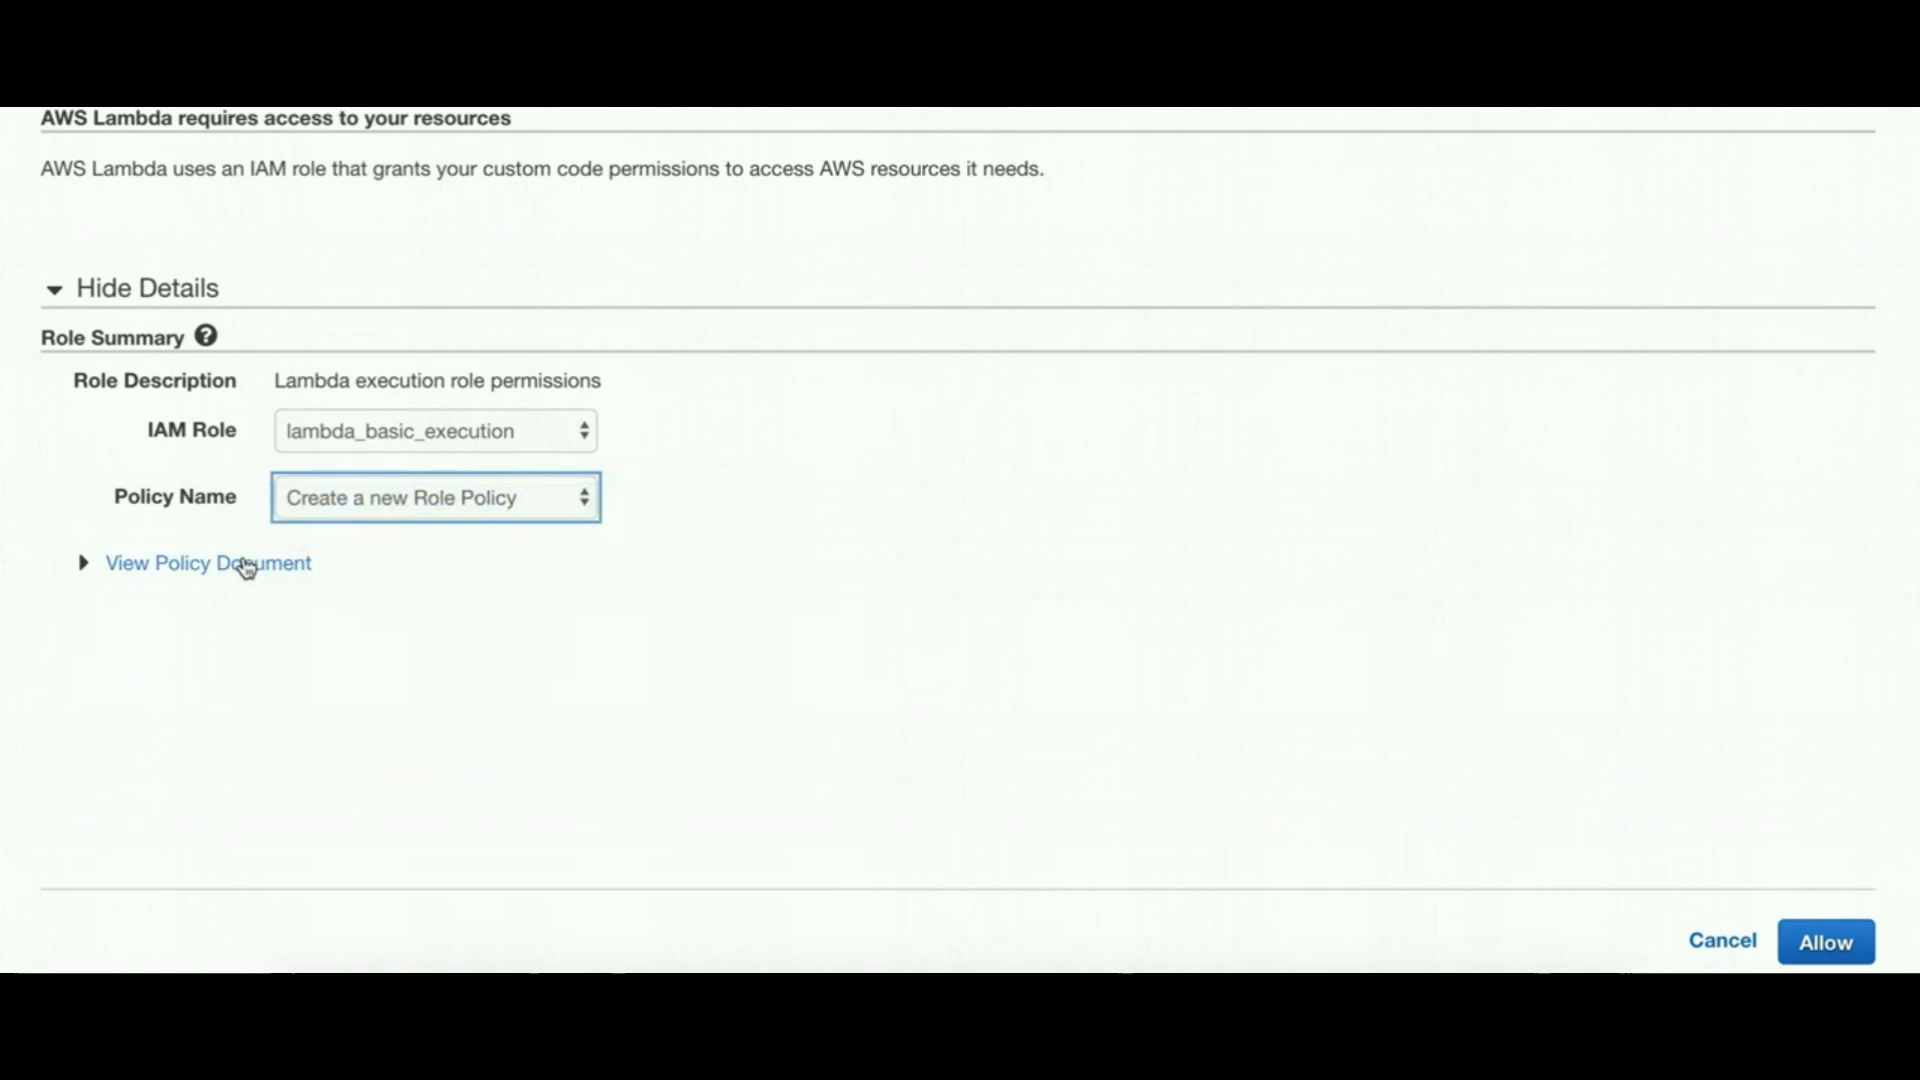 AWS Lambda requires access to your resources
AWS Lambda uses an IAM role that grants your custom code permissions to access AWS resources it needs.
Hide Details
Role Summary ?
Role Description Lambda execution role permissions
IAM Role lambda_basic_execution
Policy Name Create a new Role Policy
View Policy Document
Cancel Allow